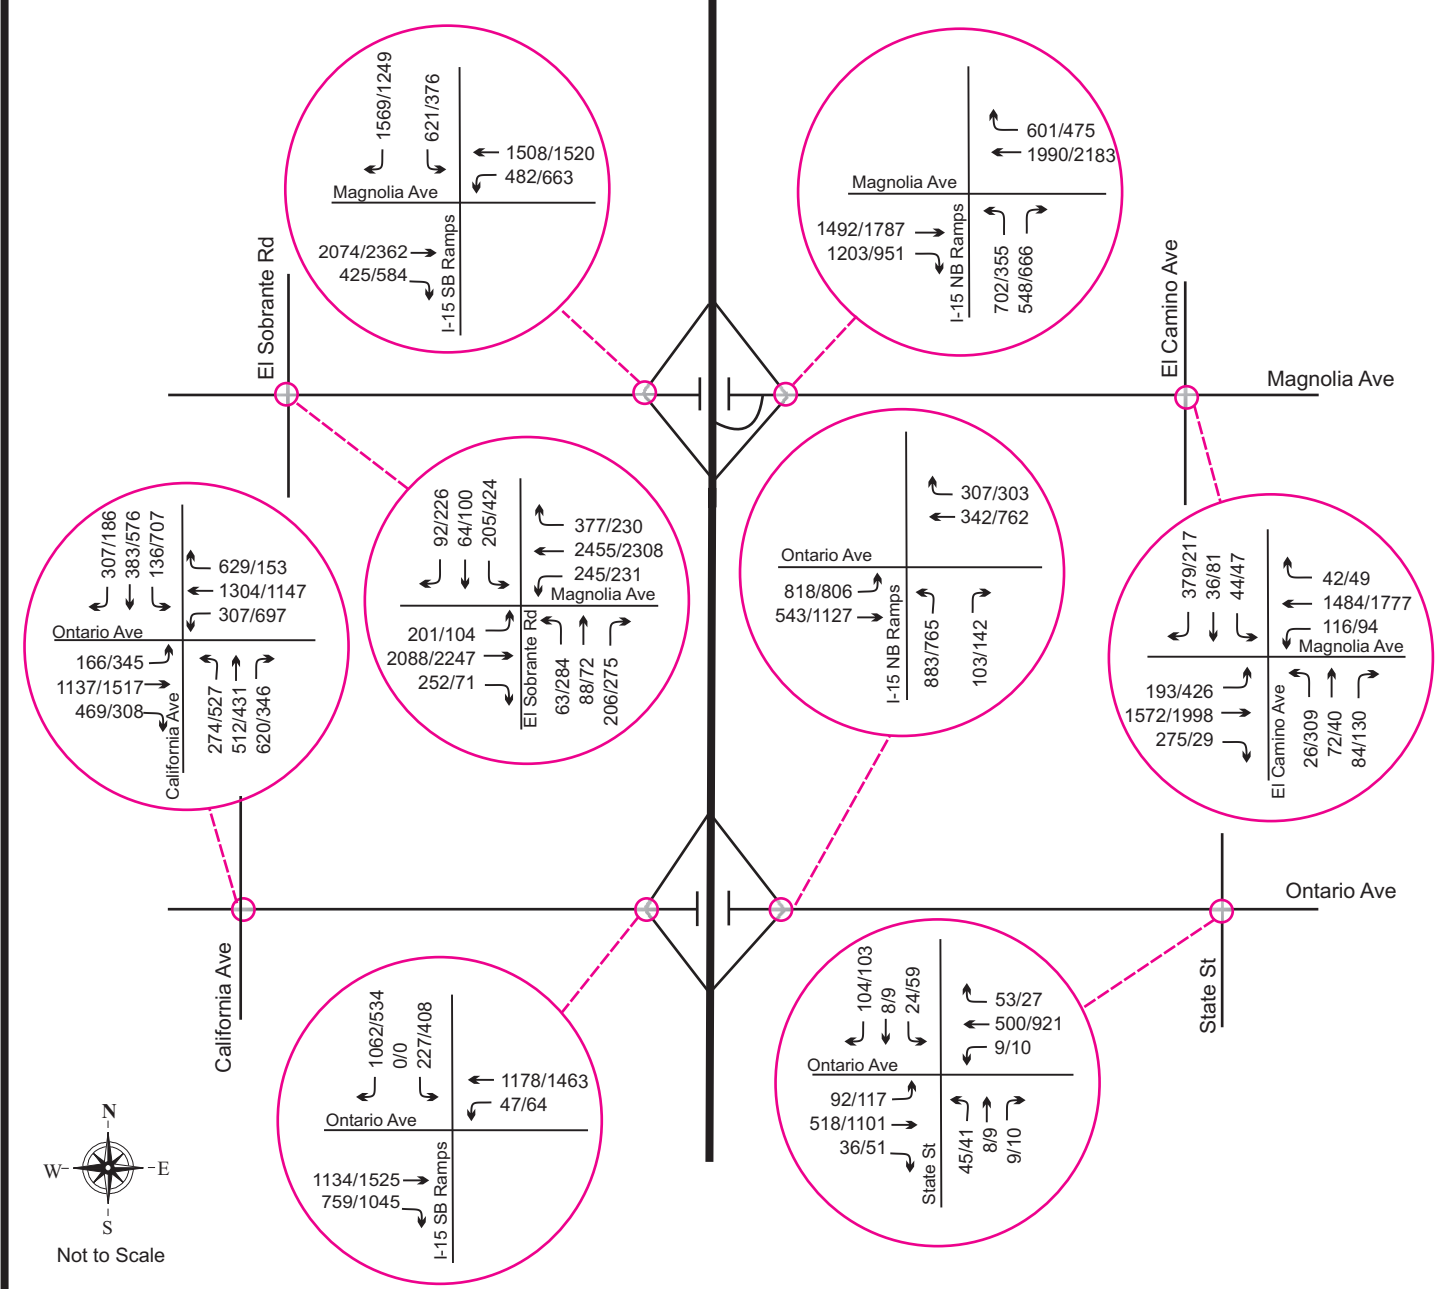 1569/1249
621/376
1508/1520
482/663
Magnolia Ave
2074/2362
425/584
I-15 SB Ramps
601/475
1990/2183
Magnolia Ave
1492/1787
1203/951
I-15 NB Ramps
702/355
548/666
El Sobrante Rd
El Camino Ave
Magnolia Ave
307/186
383/576
136/707
629/153
1304/1147
307/697
Ontario Ave
166/345
1137/1517
469/308
California Ave
274/527
512/431
620/346
92/226
64/100
205/424
377/230
2455/2308
245/231
Magnolia Ave
201/104
2088/2247
252/71
El Sobrante Rd
63/284
88/72
206/275
307/303
342/762
Ontario Ave
818/806
543/1127
I-15 NB Ramps
883/765
103/142
379/217
36/81
44/47
42/49
1484/1777
116/94
Magnolia Ave
193/426
1572/1998
275/29
El Camino Ave
26/309
72/40
84/130
Ontario Ave
California Ave
State St
1062/534
0/0
227/408
1178/1463
47/64
Ontario Ave
1134/1525
759/1045
I-15 SB Ramps
104/103
8/9
24/59
53/27
500/921
9/10
Ontario Ave
92/117
518/1101
36/51
State St
45/41
8/9
9/10
N
W
E
S
Not to Scale